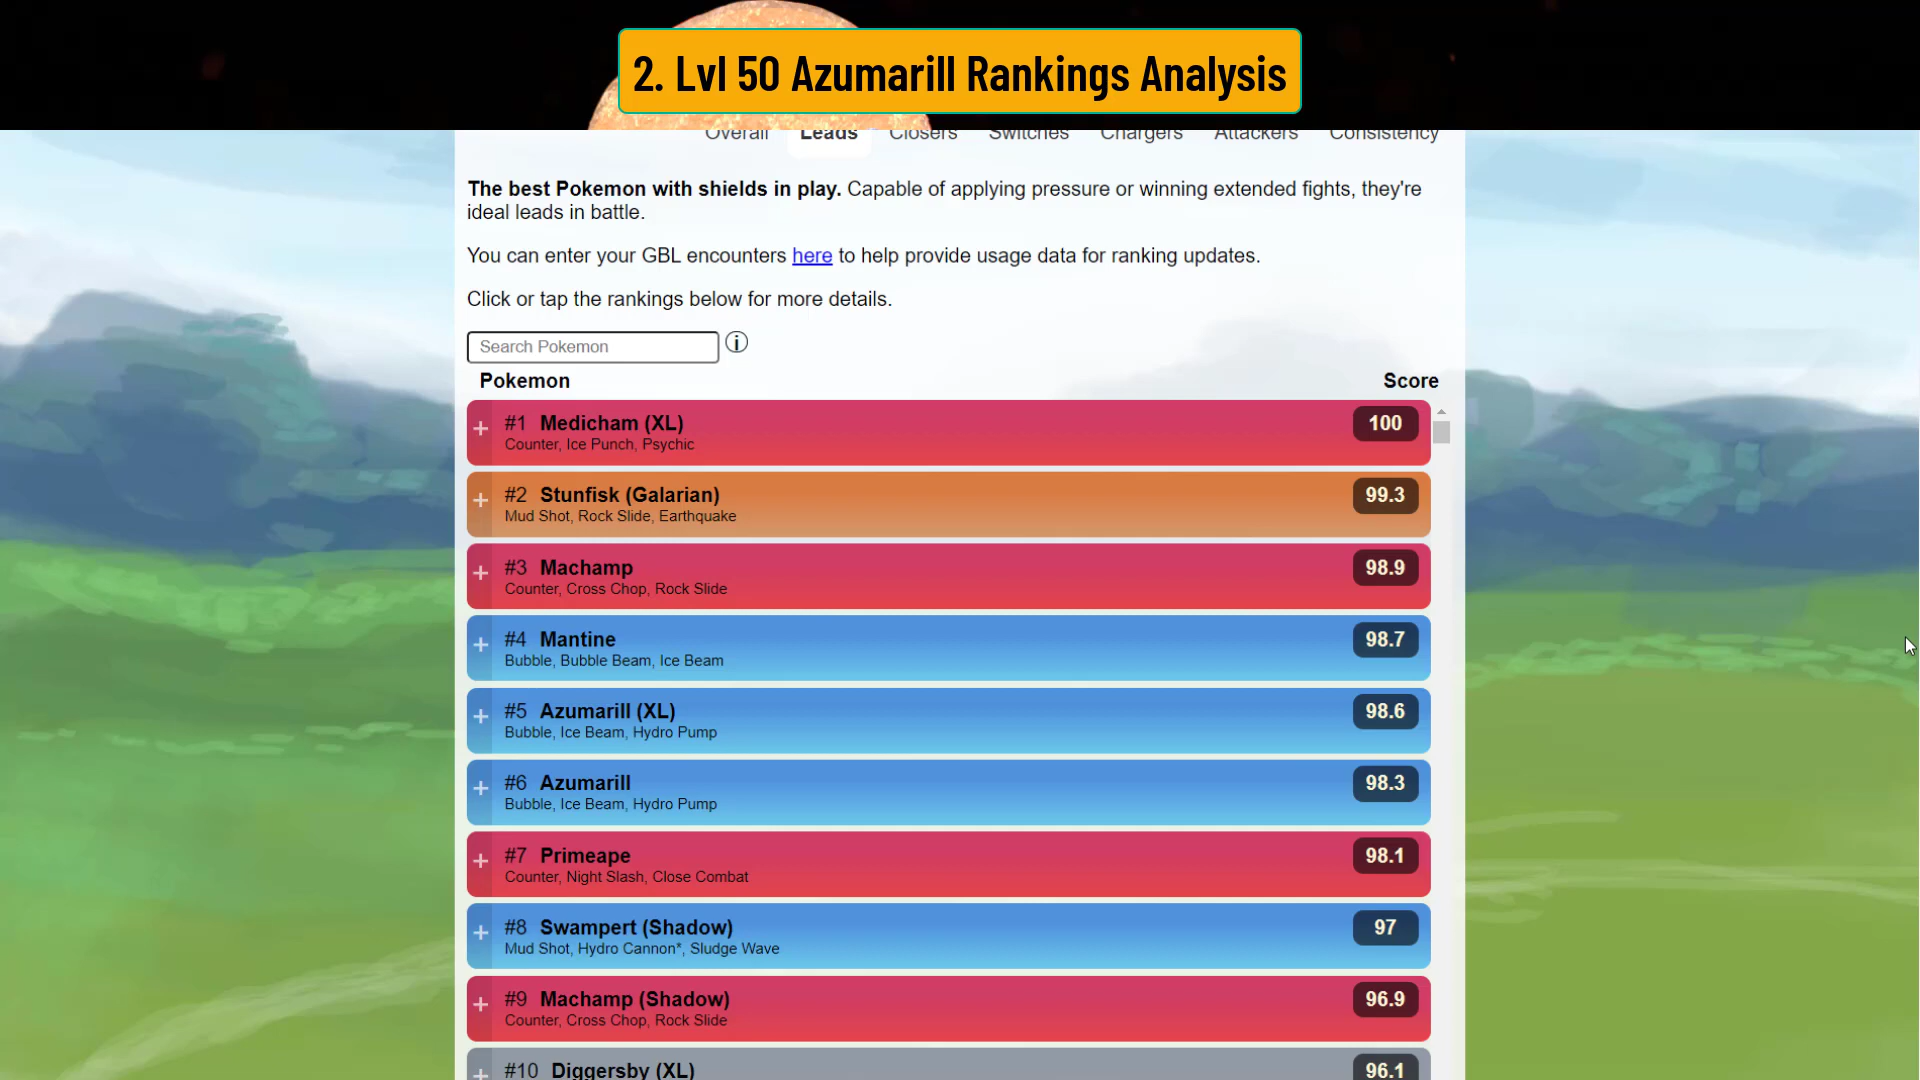 2. Lvl 50 Azumarill Rankings Analysis
Overall Leads Closers Switches Chargers Attackers Consistency
The best Pokemon with shields in play. Capable of applying pressure or winning extended fights, they're
ideal leads in battle.
You can enter your GBL encounters here to help provide usage data for ranking updates.
Click or tap the rankings below for more details.
Search Pokemon
Pokemon Score
#1 Medicham (XL) 100
Counter, Ice Punch, Psychic
#2 Stunfisk (Galarian) 99.3
Mud Shot, Rock Slide, Earthquake
#3 Machamp 98.9
Counter, Cross Chop, Rock Slide
#4 Mantine 98.7
Bubble, Bubble Beam, Ice Beam
#5 Azumarill (XL) 98.6
Bubble, Ice Beam, Hydro Pump
#6 Azumarill 98.3
Bubble, Ice Beam, Hydro Pump
#7 Primeape 98.1
Counter, Night Slash, Close Combat
#8 Swampert (Shadow) 97
Mud Shot, Hydro Cannon*, Sludge Wave
#9 Machamp (Shadow) 96.9
Counter, Cross Chop, Rock Slide
#10 Diggersby (XL) 96.1